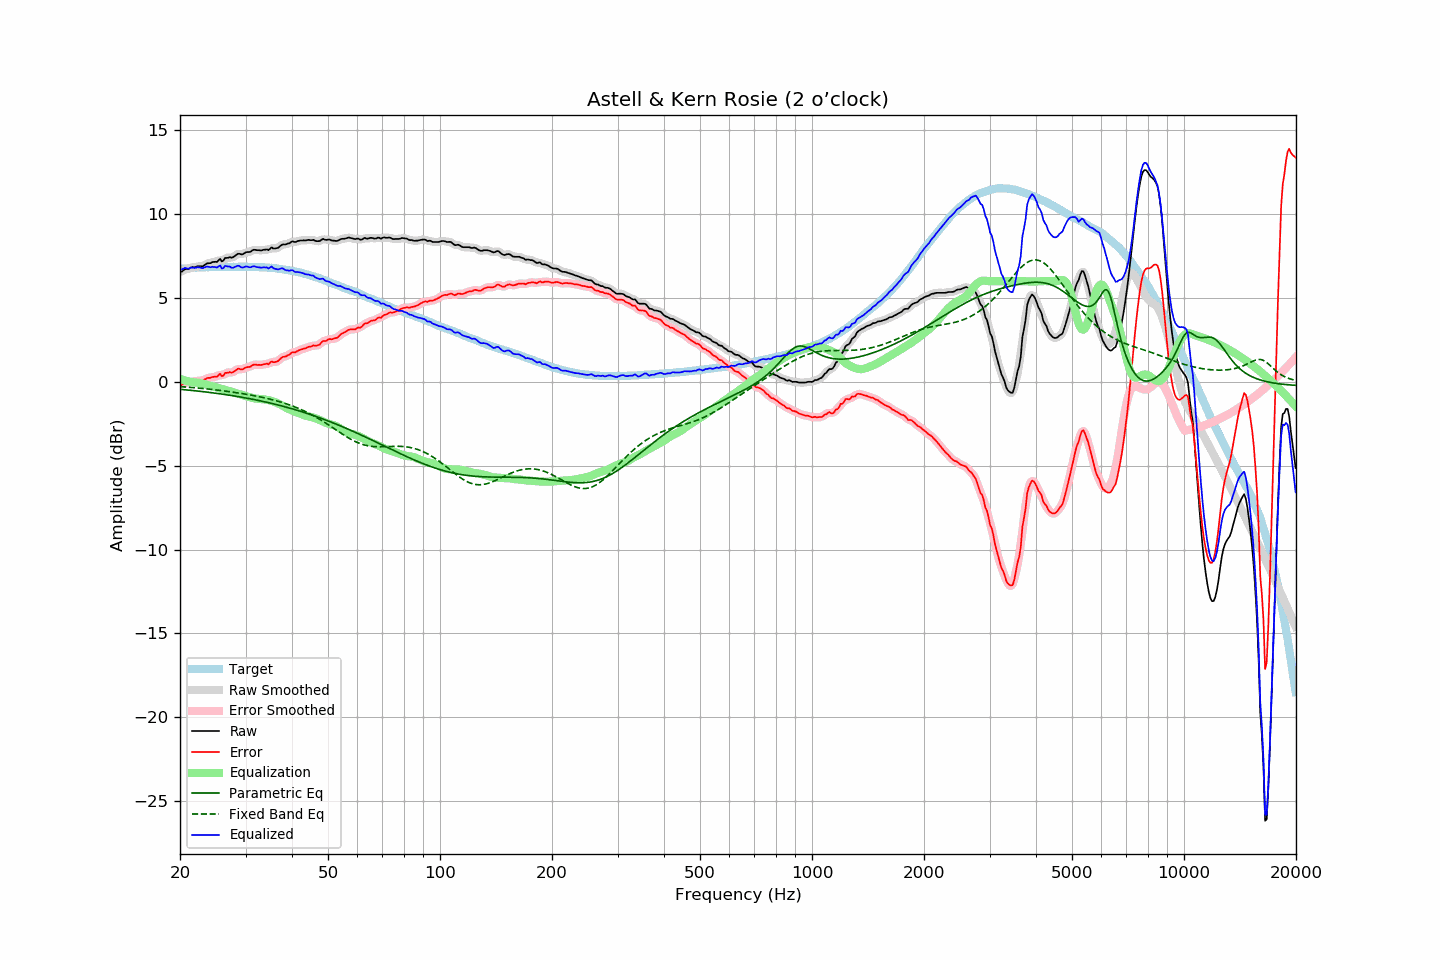 Astell & Kern Rosie (2 o’clock)
15
10
5
0
−5
−10
−15
−20
−25
Amplitude (dBr)
Target
Raw Smoothed
Error Smoothed
Raw
Error
Equalization
Parametric Eq
Fixed Band Eq
Equalized
20 50 100 200 500 1000 2000 5000 10000 20000
Frequency (Hz)